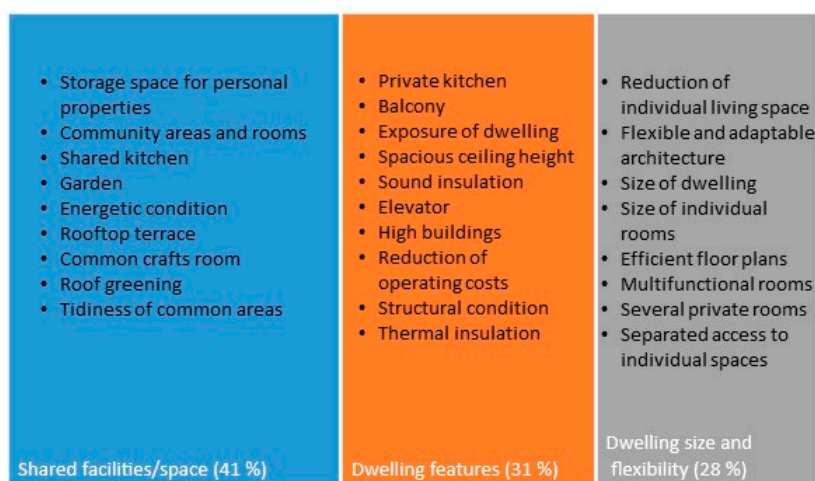 • Storage space for personal
properties
• Community areas and rooms
• Shared kitchen
• Garden
• Energetic condition
• Rooftop terrace
• Common crafts room
• Roof greening
• Tidiness of common areas
Shared facilities/space (41 %)
• Private kitchen
• Balcony
• Exposure of dwelling
• Spacious ceiling height
• Sound insulation
• Elevator
• High buildings
• Reduction of
operating costs
• Structural condition
• Thermal insulation
Dwelling features (31 %)
• Reduction of
individual living space
• Flexible and adaptable
architecture
• Size of dwelling
• Size of individual
rooms
• Efficient floor plans
• Multifunctional rooms
• Several private rooms
• Separated access to
individual spaces
Dwelling size and
flexibility (28 %)